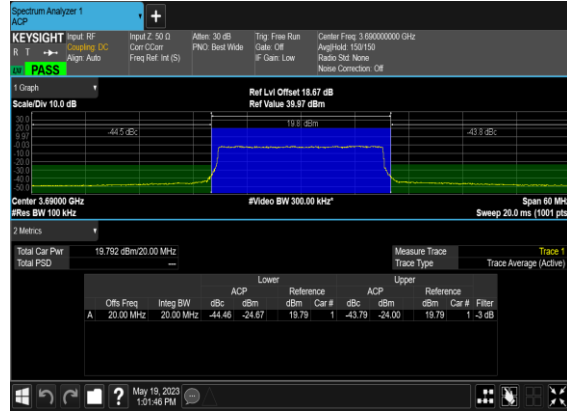 Spectrum Analyzer 1
ACP
+
KEYSIGHT
R T
LXI PASS
Input: RF
Coupling: DC
Align: Auto
Input Z: 50 Ω
Corr CCorr
Freq Ref: Int (S)
Atten: 30 dB
PNO: Best Wide
Trig: Free Run
Gate: Off
IF Gain: Low
Center Freq: 3.690000000 GHz
Avg|Hold: 150/150
Radio Std: None
Noise Correction: Off
1 Graph
Scale/Div 10.0 dB
Ref Lvl Offset 18.67 dB
Ref Value 39.97 dBm
30.0
20.0
9.97
-0.03
-10.0
-20.0
-30.0
-40.0
-50.0
-44.5 dBc
19.8 dBm
-43.8 dBc
Center 3.69000 GHz
#Res BW 100 kHz
#Video BW 300.00 kHz*
Span 60 MHz
Sweep 20.0 ms (1001 pts)
2 Metrics
Total Car Pwr 19.792 dBm/20.00 MHz
Total PSD ---
Measure Trace Trace 1
Trace Type Trace Average (Active)
Lower Upper
ACP Reference ACP Reference
Offs Freq Integ BW dBc dBm dBm Car # dBc dBm dBm Car # Filter
A 20.00 MHz 20.00 MHz -44.46 -24.67 19.79 1 -43.79 -24.00 19.79 1 -3 dB
?
May 19, 2023
1:01:46 PM